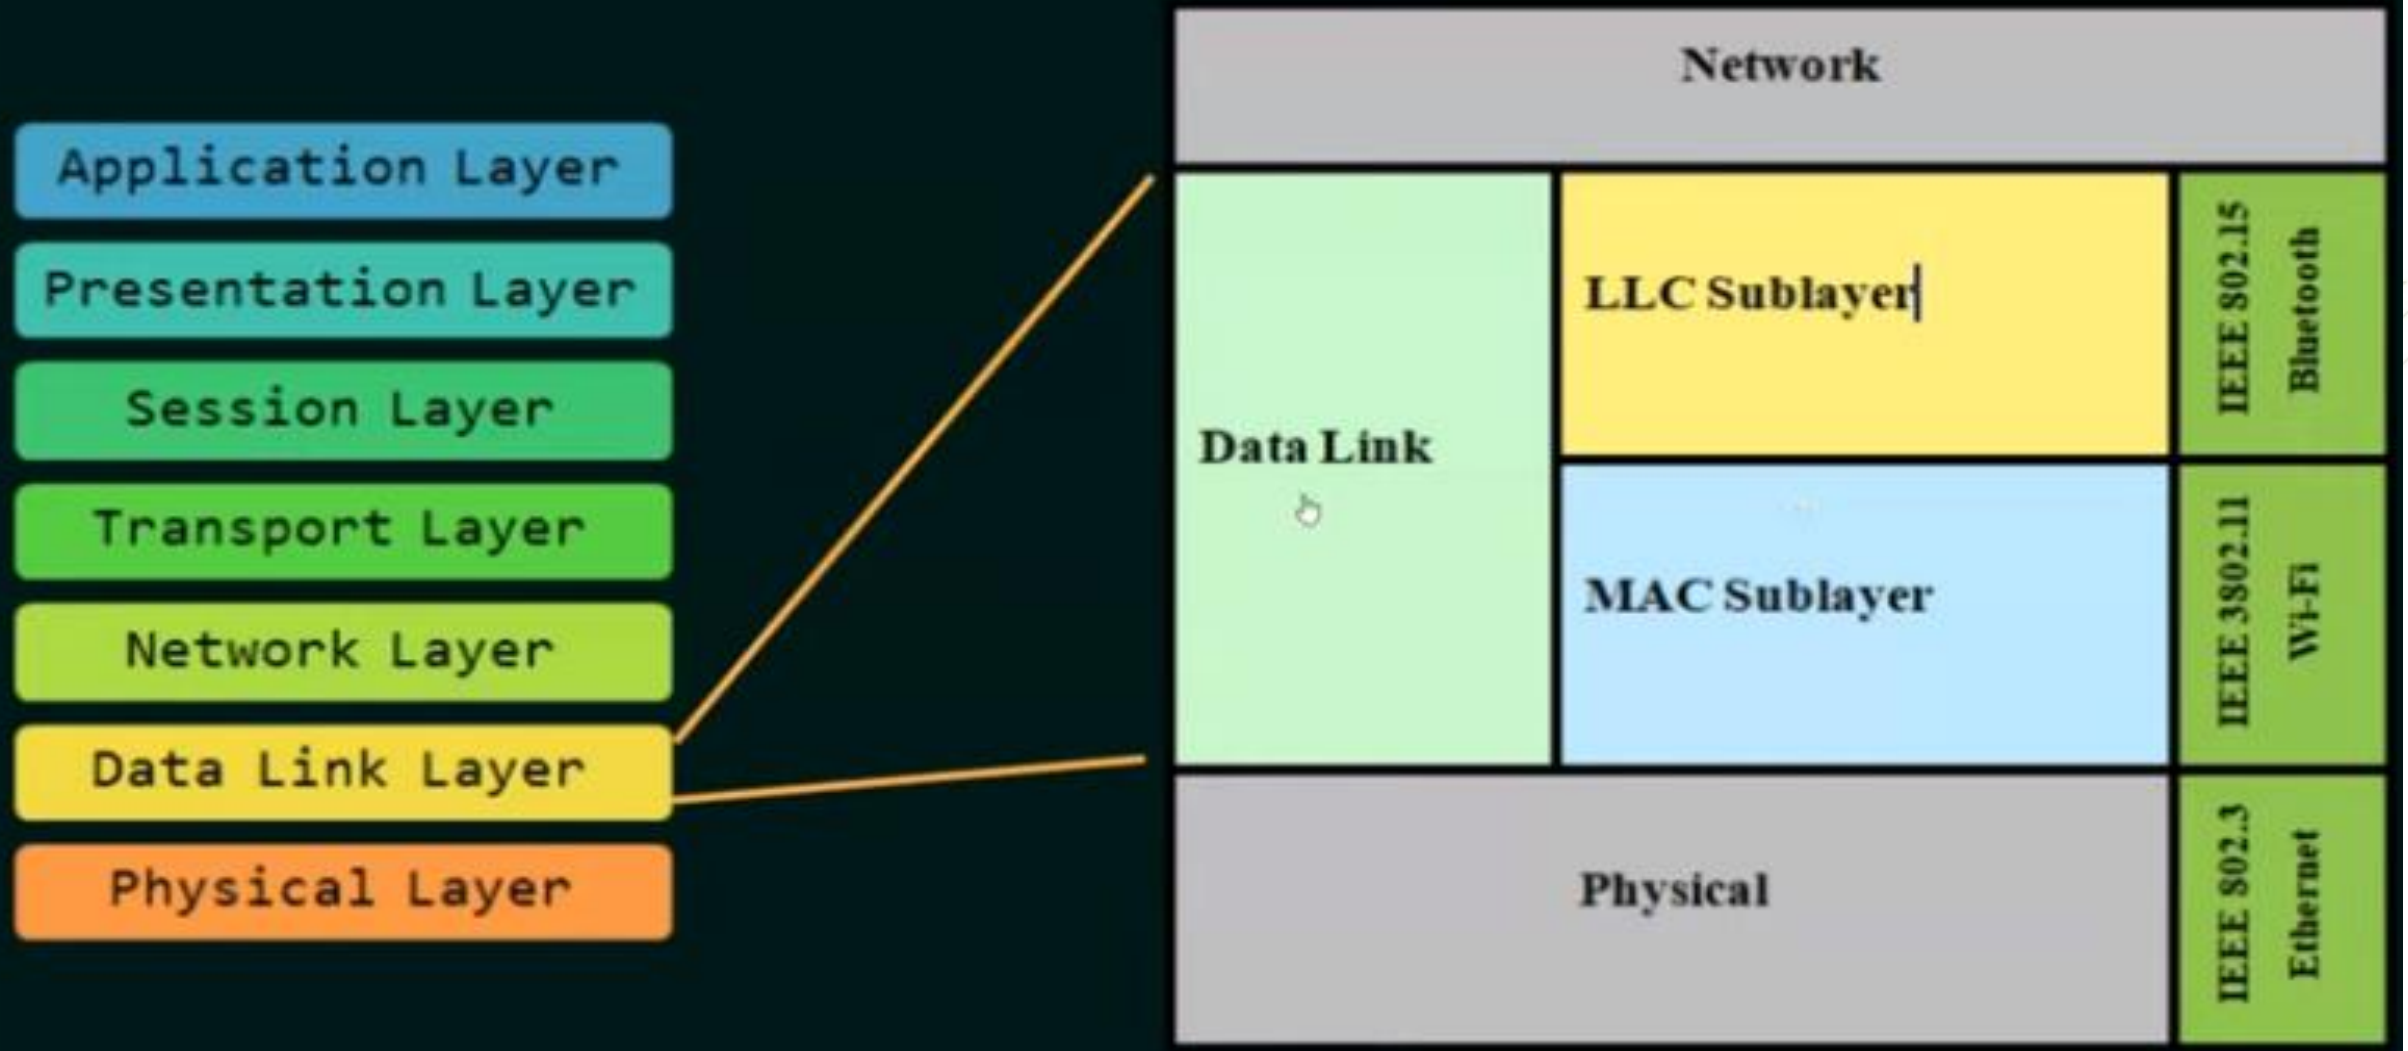 Application Layer
Presentation Layer
Session Layer
Transport Layer
Network Layer
Data Link Layer
Physical Layer
Network
Data Link
LLC Sublayer
MAC Sublayer
Physical
IEEE 802.15
Bluetooth
IEEE 3802.11
Wi-Fi
IEEE 802.3
Ethernet